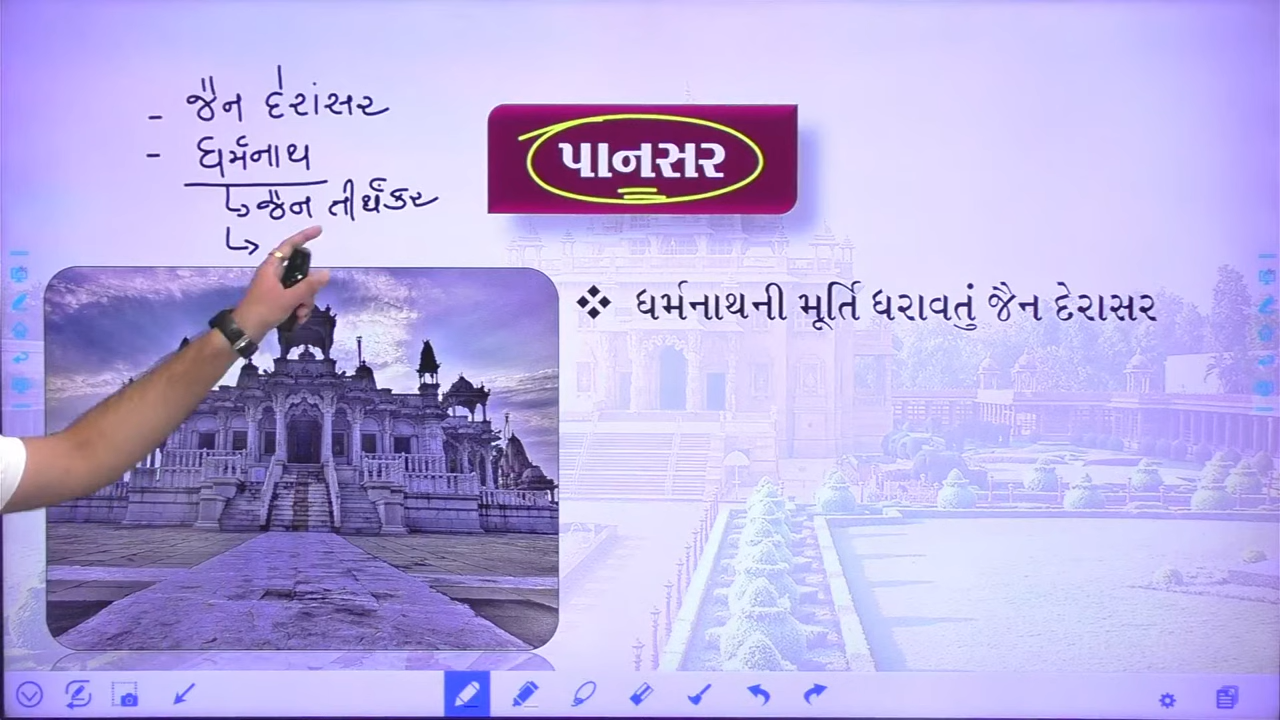 - જૈન દેરાંસર
- ધર્મનાથ
↳ જૈન તીર્થંકર
↳
પાનસર
❖ ધર્મનાથની મૂર્તિ ધરાવતું જૈન દેરાસર